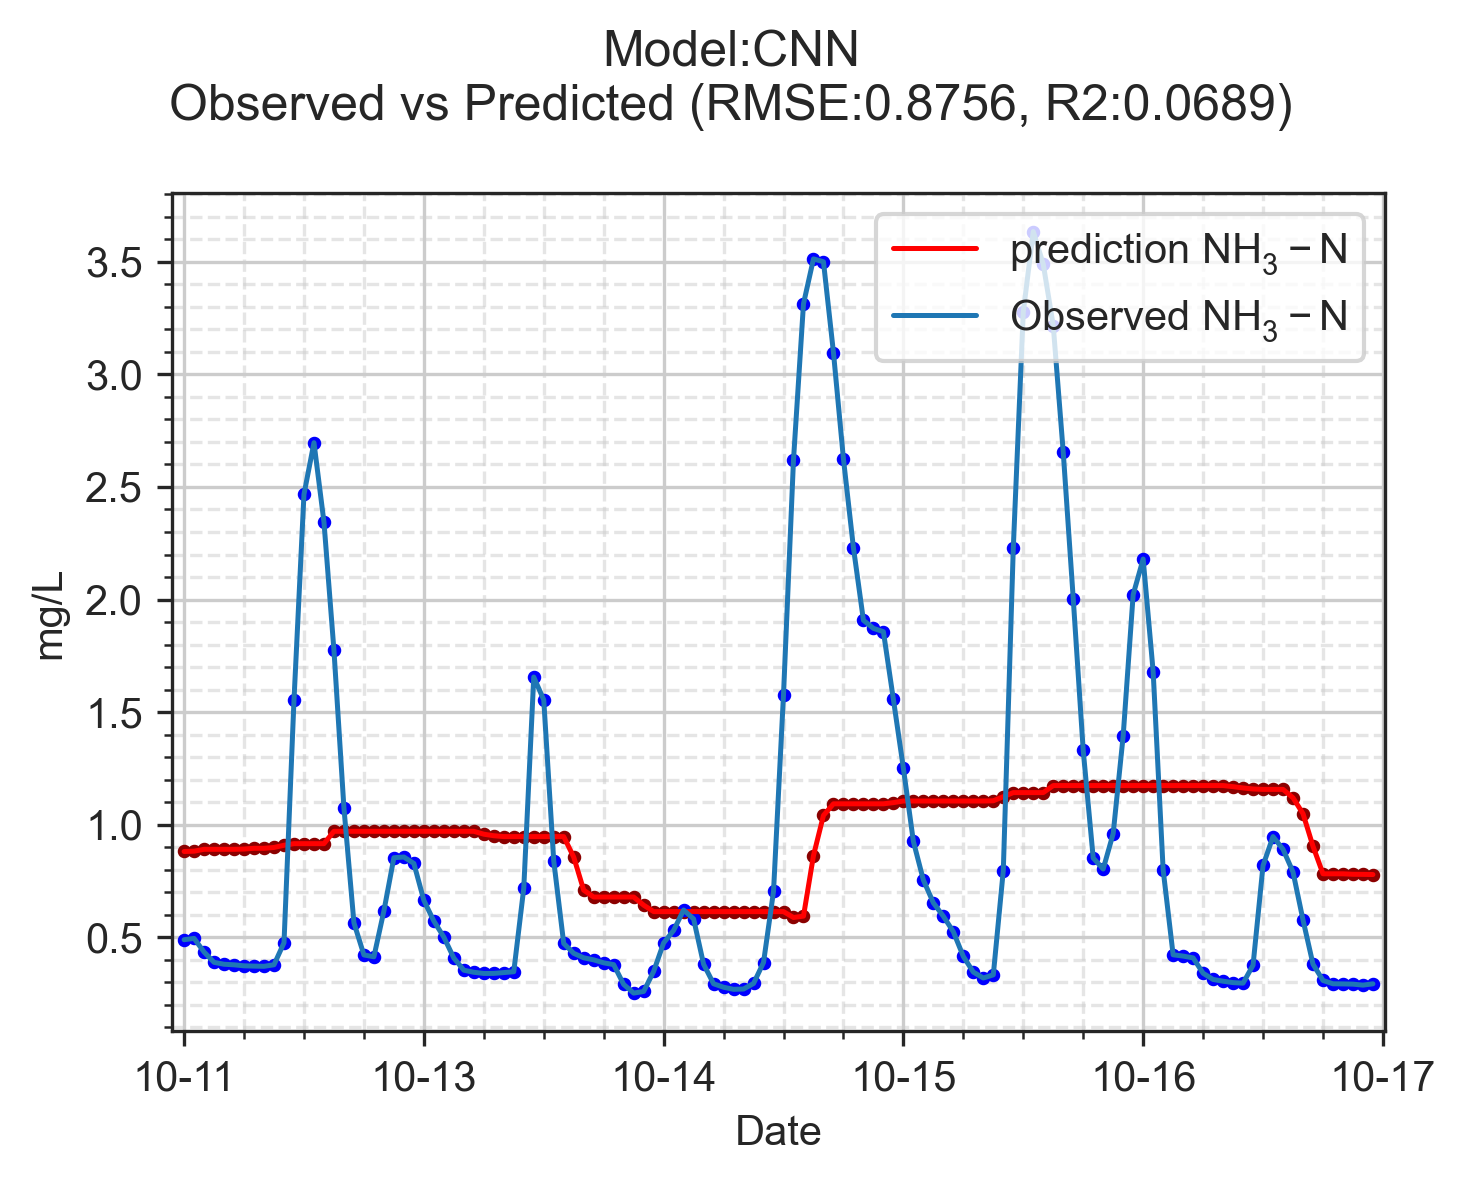 Model:CNN
Observed vs Predicted (RMSE:0.8756, R2:0.0689)
prediction NH₃ − N
Observed NH₃ − N
3.5
3.0
2.5
2.0
1.5
1.0
0.5
mg/L
10-11 10-13 10-14 10-15 10-16 10-17
Date